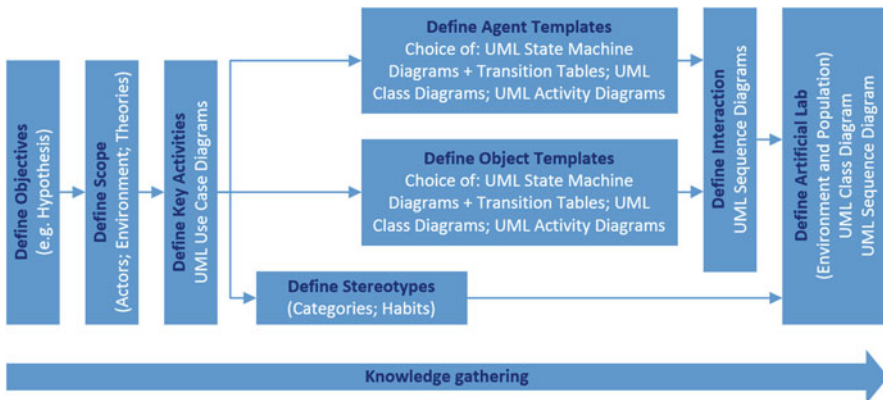 Define Objectives
(e.g. Hypothesis)
Define Scope
(Actors; Environment; Theories)
Define Key Activities
UML Use Case Diagrams
Define Agent Templates
Choice of: UML State Machine
Diagrams + Transition Tables; UML
Class Diagrams; UML Activity Diagrams
Define Object Templates
Choice of: UML State Machine
Diagrams + Transition Tables; UML
Class Diagrams; UML Activity Diagrams
Define Stereotypes
(Categories; Habits)
Define Interaction
UML Sequence Diagrams
Define Artificial Lab
(Environment and Population)
UML Class Diagram
UML Sequence Diagram
Knowledge gathering